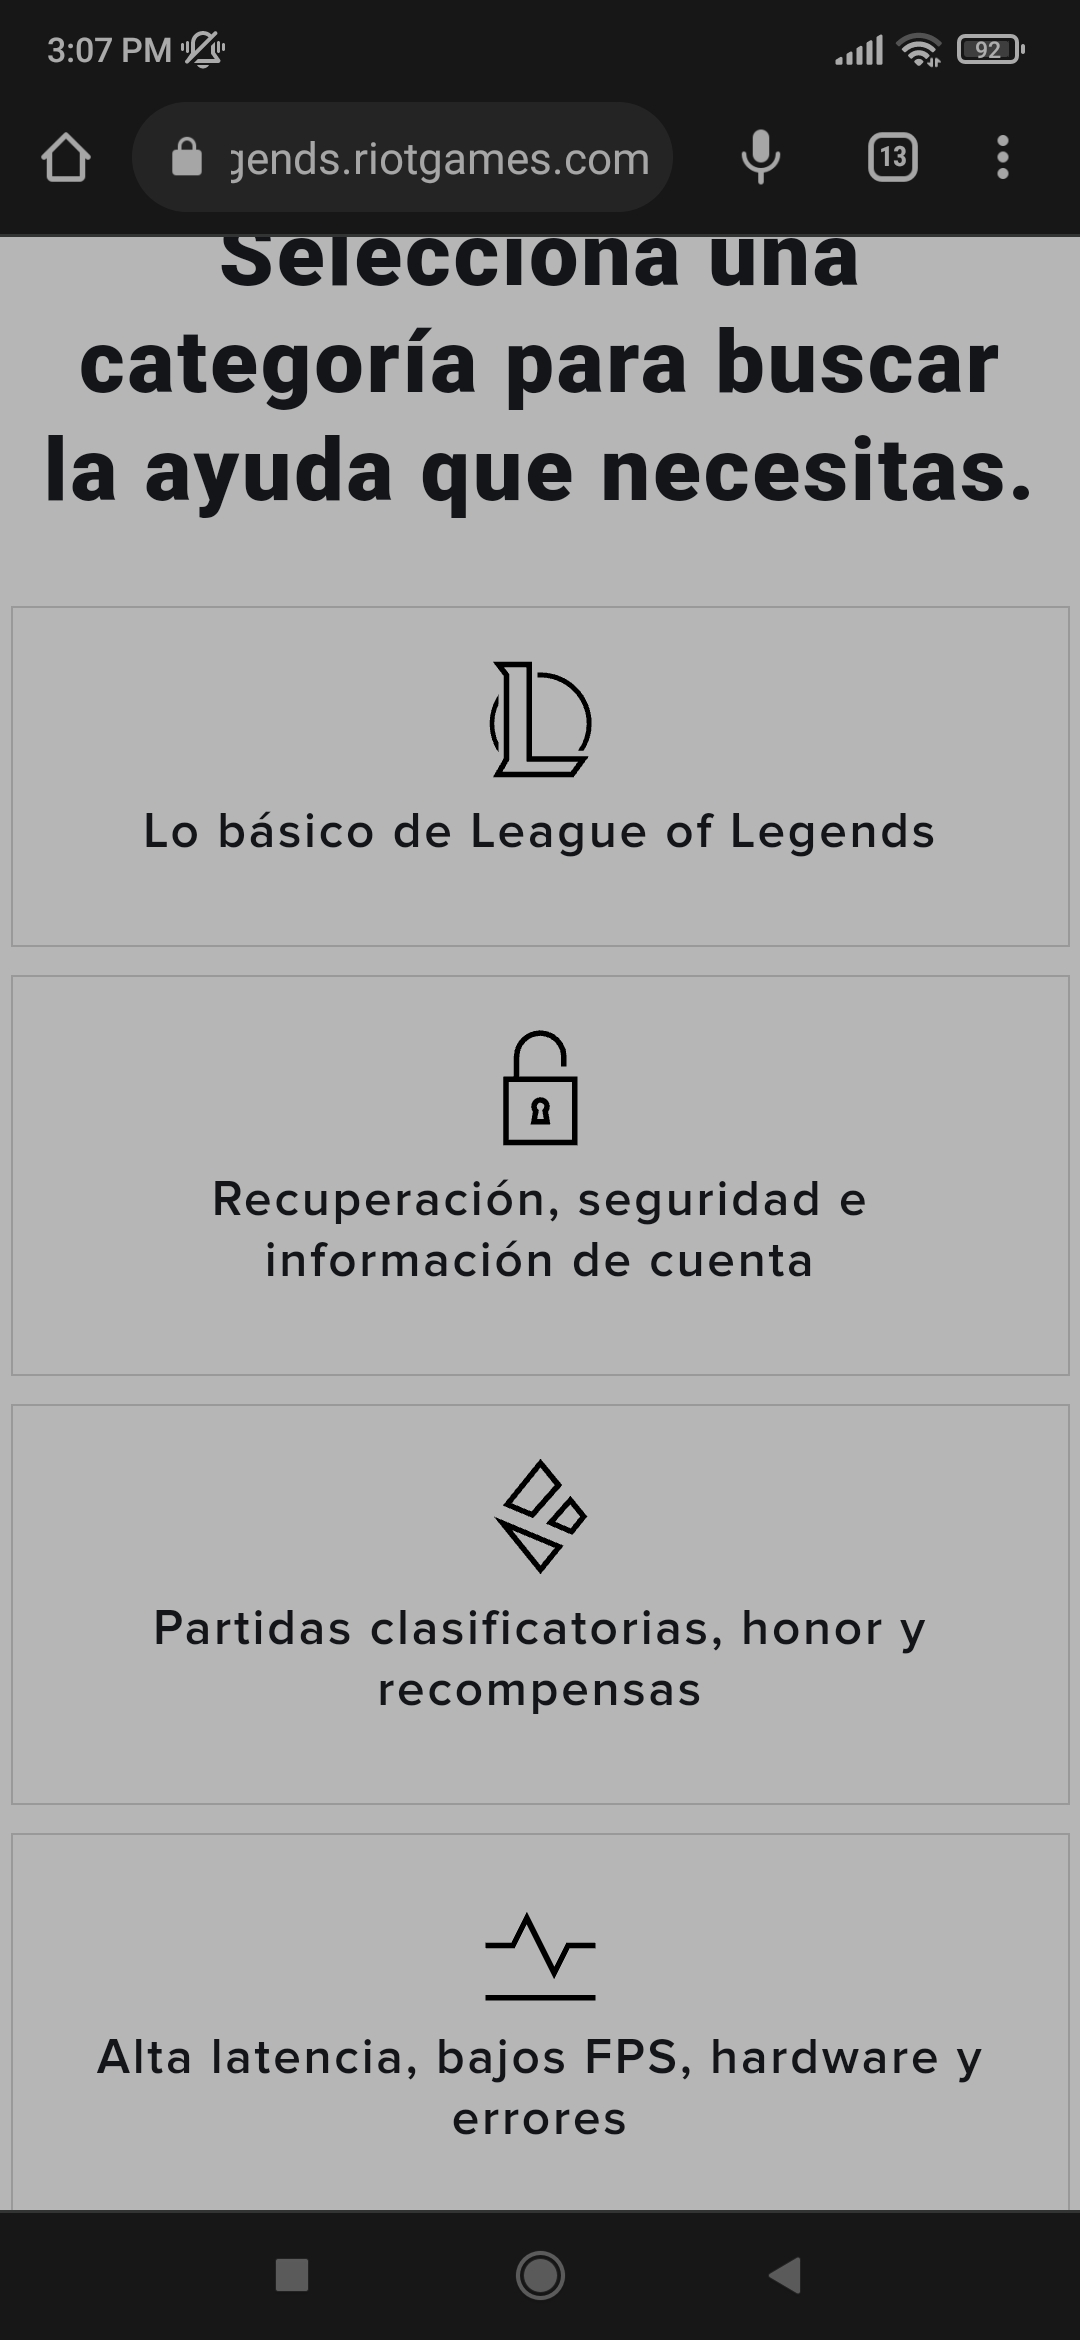 3:07 PM
92
gends.riotgames.com
13
Selecciona una
categoría para buscar
la ayuda que necesitas.
Lo básico de League of Legends
Recuperación, seguridad e
información de cuenta
Partidas clasificatorias, honor y
recompensas
Alta latencia, bajos FPS, hardware y
errores